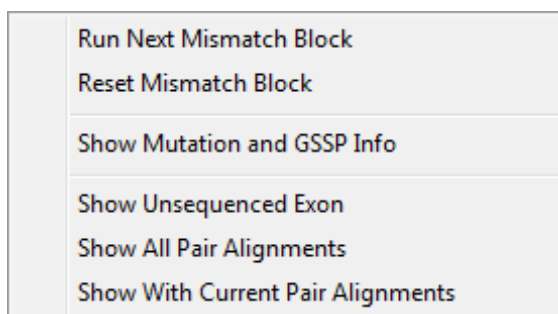 Run Next Mismatch Block
Reset Mismatch Block
Show Mutation and GSSP Info
Show Unsequenced Exon
Show All Pair Alignments
Show With Current Pair Alignments